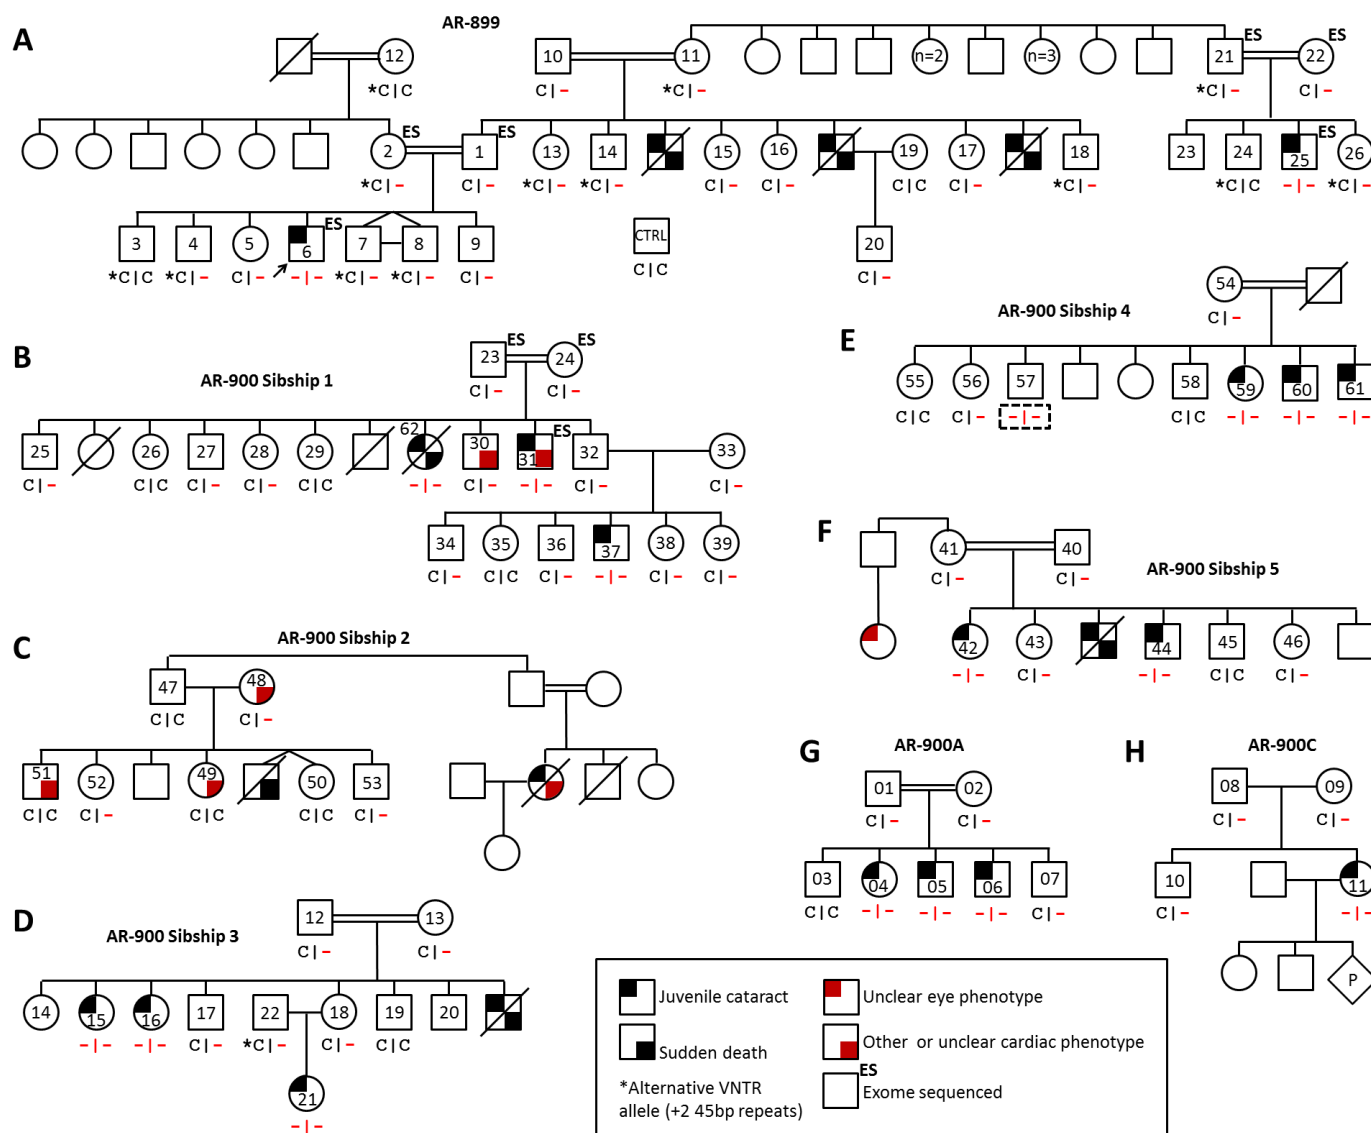 A
AR-899
12
*C|C
10
C|-
11
*C|-
n=2
n=3
ES
21
*C|-
ES
22
C|-
ES
2
*C|-
ES
1
C|-
13
*C|-
14
*C|-
15
C|-
16
C|-
19
C|C
17
C|-
18
*C|-
23
24
*C|C
ES
25
-|-
26
*C|-
3
*C|C
4
*C|-
5
C|-
ES
6
-|-
7
*C|-
8
*C|-
9
C|-
CTRL
C|C
20
C|-
B
AR-900 Sibship 1
ES
23
C|-
ES
24
C|-
25
C|-
26
C|C
27
C|-
28
C|-
29
C|C
62
-|-
30
C|-
ES
31
-|-
32
C|-
33
C|-
34
C|-
35
C|C
36
C|-
37
-|-
38
C|-
39
C|-
E
AR-900 Sibship 4
54
C|-
55
C|C
56
C|-
57
-|-
58
C|C
59
-|-
60
-|-
61
-|-
F
AR-900 Sibship 5
41
C|-
40
C|-
42
-|-
43
C|-
44
-|-
45
C|C
46
C|-
C
AR-900 Sibship 2
47
C|C
48
C|-
51
C|C
52
C|-
49
C|C
50
C|C
53
C|-
G
AR-900A
01
C|-
02
C|-
03
C|C
04
-|-
05
-|-
06
-|-
07
C|-
H
AR-900C
08
C|-
09
C|-
10
C|-
11
-|-
P
D
AR-900 Sibship 3
12
C|-
13
C|-
14
15
-|-
16
-|-
17
C|-
22
*C|-
18
C|-
19
C|C
20
21
-|-
Juvenile cataract
Unclear eye phenotype
Sudden death
Other or unclear cardiac phenotype
*Alternative VNTR
allele (+2 45bp repeats)
ES
Exome sequenced